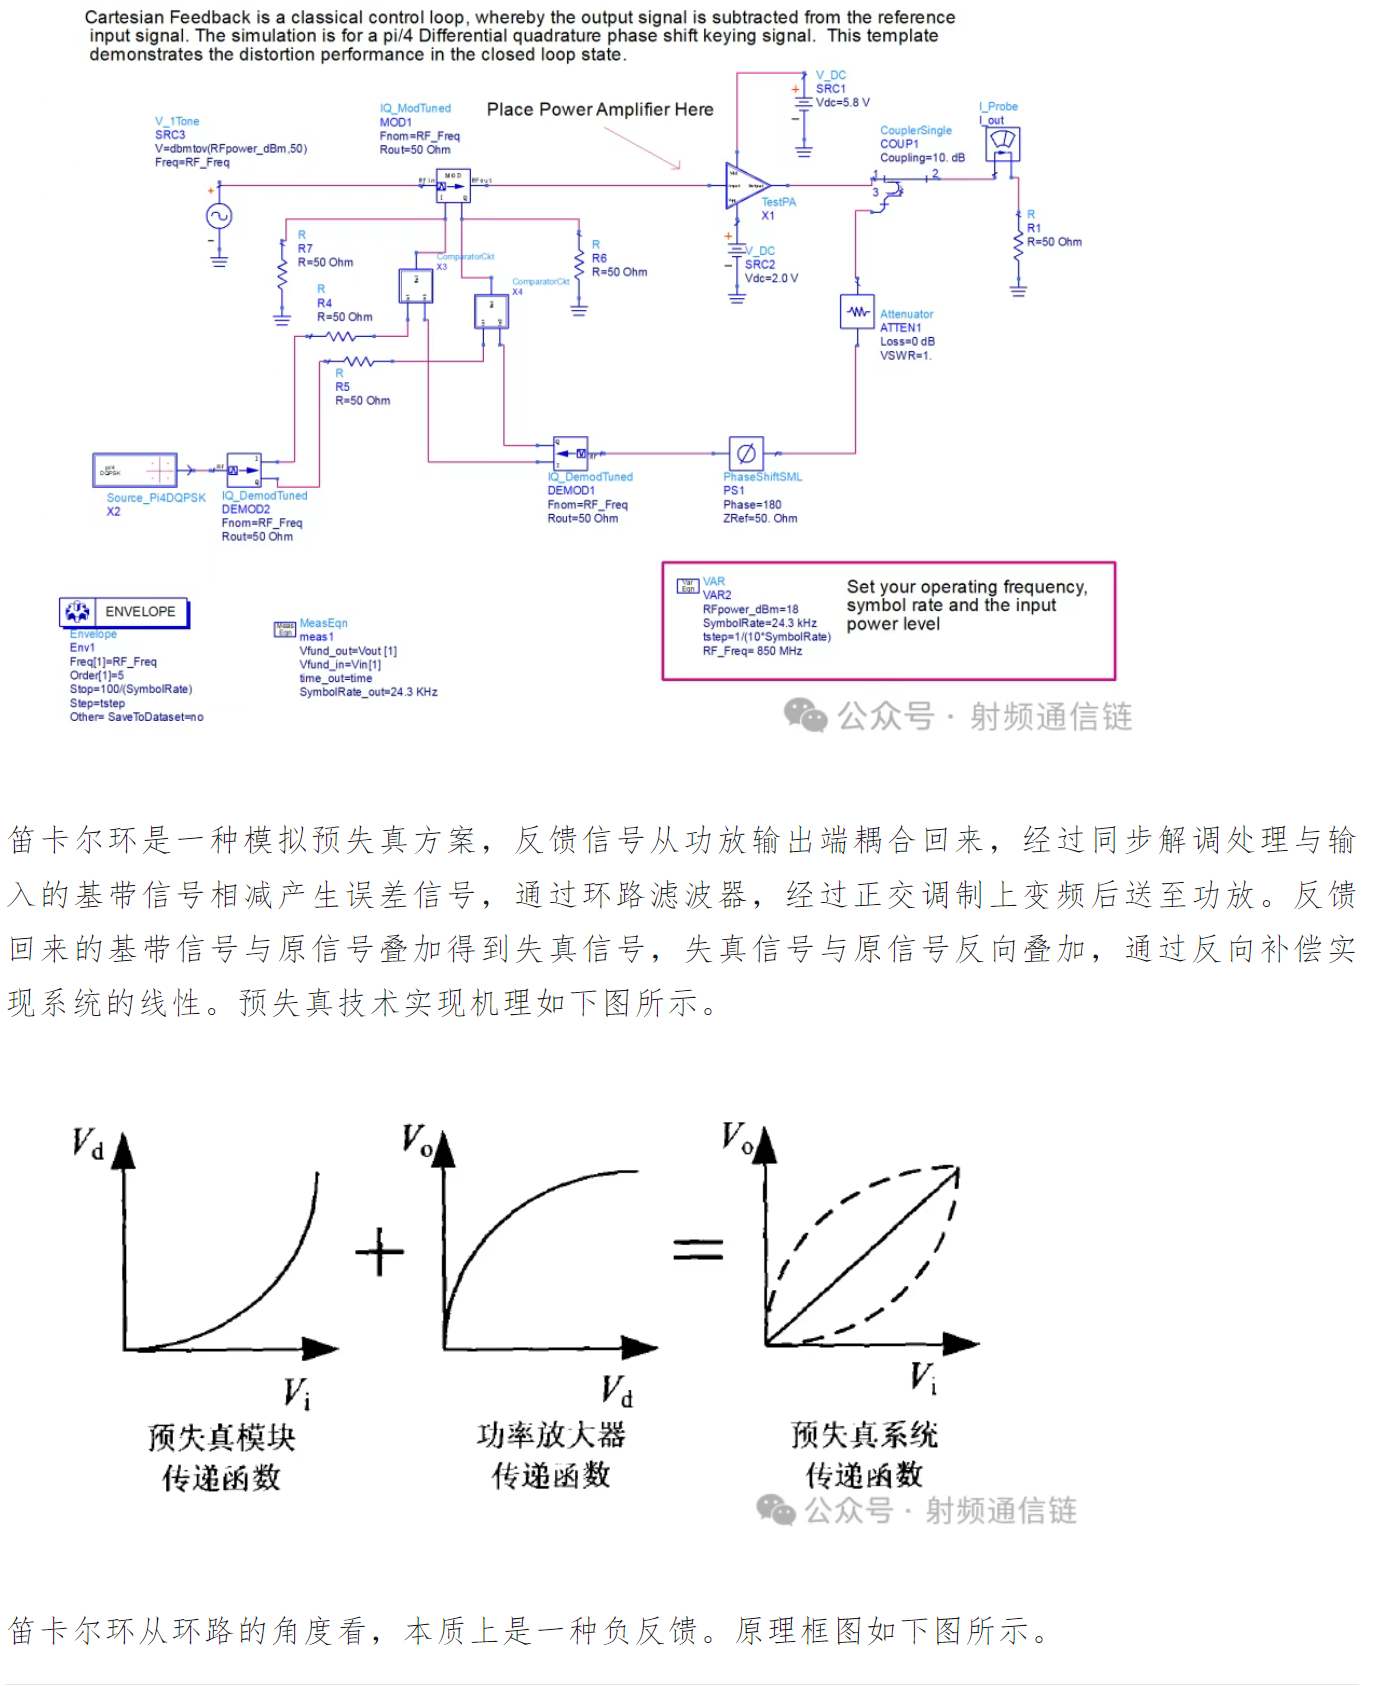 Cartesian Feedback is a classical control loop, whereby the output signal is subtracted from the reference
input signal. The simulation is for a pi/4 Differential quadrature phase shift keying signal. This template
demonstrates the distortion performance in the closed loop state.
Place Power Amplifier Here
V_1Tone
SRC3
V=dbmtov(RFpower_dBm,50)
Freq=RF_Freq
IQ_ModTuned
MOD1
Fnom=RF_Freq
Rout=50 Ohm
V_DC
SRC1
Vdc=5.8 V
CouplerSingle
COUP1
Coupling=10. dB
I_Probe
I_out
MOD
RFin
RFout
I
Q
1
2
3
TestPA
X1
R
R1
R=50 Ohm
R
R7
R=50 Ohm
ComparatorCkt
X3
R
R6
R=50 Ohm
V_DC
SRC2
Vdc=2.0 V
ComparatorCkt
X4
R
R4
R=50 Ohm
Attenuator
ATTEN1
Loss=0 dB
VSWR=1.
R
R5
R=50 Ohm
pi4
DQPSK
Source_Pi4DQPSK
X2
IQ_DemodTuned
DEMOD2
Fnom=RF_Freq
Rout=50 Ohm
IQ_DemodTuned
DEMOD1
Fnom=RF_Freq
Rout=50 Ohm
PhaseShiftSML
PS1
Phase=180
ZRef=50. Ohm
ENVELOPE
Envelope
Env1
Freq[1]=RF_Freq
Order[1]=5
Stop=100/(SymbolRate)
Step=tstep
Other= SaveToDataset=no
Meas
Eqn
MeasEqn
meas1
Vfund_out=Vout [1]
Vfund_in=Vin[1]
time_out=time
SymbolRate_out=24.3 KHz
Var
Eqn
VAR
VAR2
RFpower_dBm=18
SymbolRate=24.3 kHz
tstep=1/(10*SymbolRate)
RF_Freq= 850 MHz
Set your operating frequency,
symbol rate and the input
power level
公众号 · 射频通信链
笛卡尔环是一种模拟预失真方案，反馈信号从功放输出端耦合回来，经过同步解调处理与输
入的基带信号相减产生误差信号，通过环路滤波器，经过正交调制上变频后送至功放。反馈
回来的基带信号与原信号叠加得到失真信号，失真信号与原信号反向叠加，通过反向补偿实
现系统的线性。预失真技术实现机理如下图所示。
Vd
Vi
预失真模块
传递函数
+
Vo
Vd
功率放大器
传递函数
=
Vo
Vi
预失真系统
传递函数
公众号 · 射频通信链
笛卡尔环从环路的角度看，本质上是一种负反馈。原理框图如下图所示。